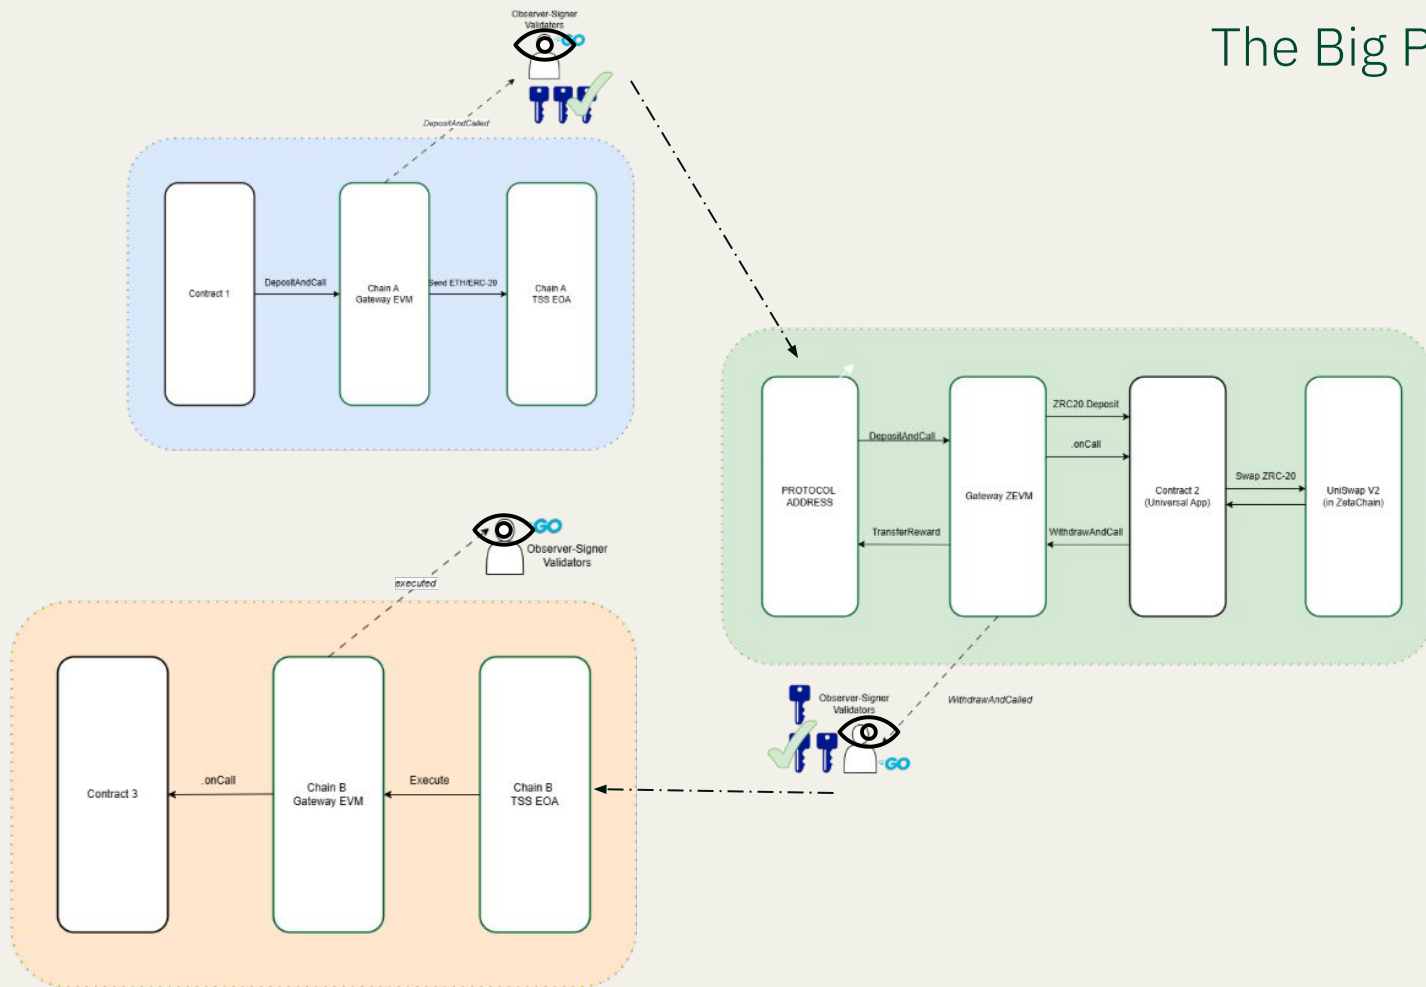 The Big P
Observer-Signer
Validators
GO
DepositAndCalled
Contract 1
DepositAndCall
Chain A
Gateway EVM
Send ETH/ERC-20
Chain A
TSS EOA
PROTOCOL
ADDRESS
DepositAndCall
TransferReward
Gateway ZEVM
ZRC20.Deposit
.onCall
WithdrawAndCall
Contract 2
(Universal App)
Swap ZRC-20
UniSwap V2
(in ZetaChain)
GO
Observer-Signer
Validators
executed
Observer-Signer
Validators
GO
WithdrawAndCalled
Contract 3
.onCall
Chain B
Gateway EVM
Execute
Chain B
TSS EOA